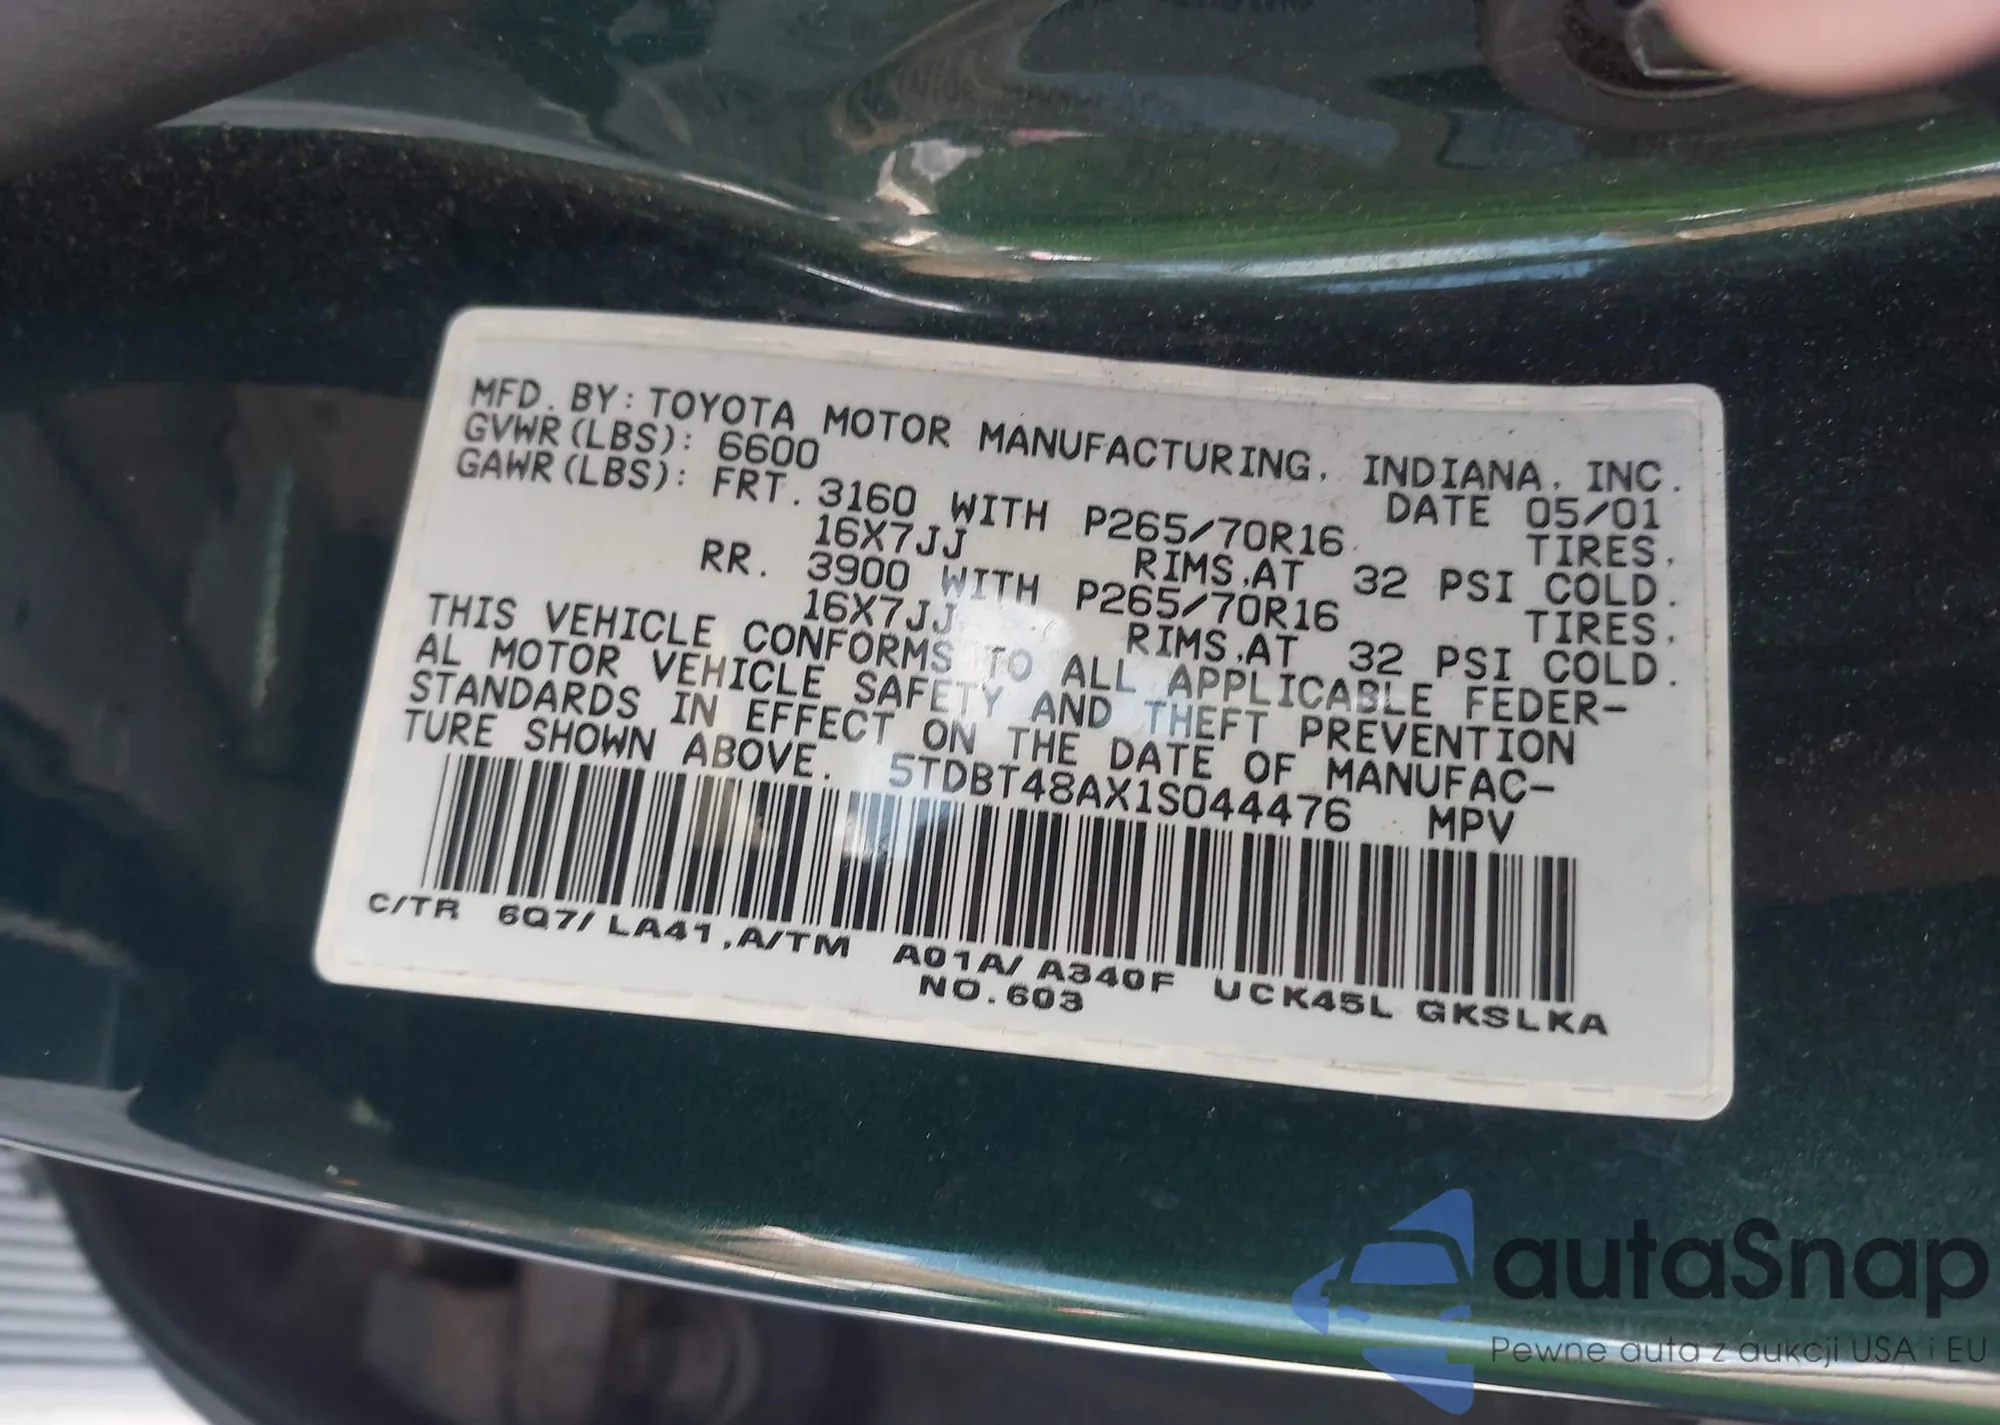 MFD. BY: TOYOTA MOTOR MANUFACTURING, INDIANA, INC.
GVWR(LBS): 6600 DATE 05/01
GAWR(LBS): FRT. 3160 WITH P265/70R16 TIRES,
16X7JJ RIMS,AT 32 PSI COLD.
RR. 3900 WITH P265/70R16 TIRES,
16X7JJ RIMS,AT 32 PSI COLD.
THIS VEHICLE CONFORMS TO ALL APPLICABLE FEDER-
AL MOTOR VEHICLE SAFETY AND THEFT PREVENTION
STANDARDS IN EFFECT ON THE DATE OF MANUFAC-
TURE SHOWN ABOVE. 5TDBT48AX1S044476 MPV
C/TR 6Q7/LA41,A/TM A01A/A340F UCK45L GKSLKA
NO.603
autaSnap
Pewne auta z aukcji USA i EU